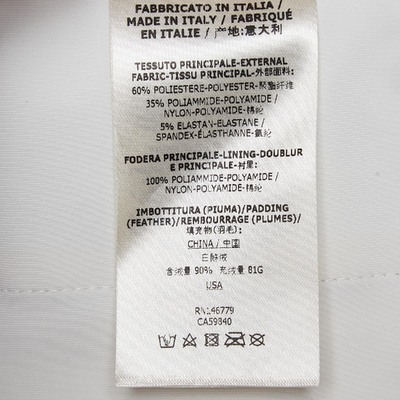 FABBRICATO IN ITALIA /
MADE IN ITALY / FABRIQUÉ
EN ITALIE / 产地:意大利
TESSUTO PRINCIPALE-EXTERNAL
FABRIC-TISSU PRINCIPAL-外部面料:
60% POLIESTERE-POLYESTER-聚酯纤维
35% POLIAMMIDE-POLYAMIDE /
NYLON-POLYAMIDE-锦纶
5% ELASTAN-ELASTANE /
SPANDEX-ÉLASTHANNE-氨纶
FODERA PRINCIPALE-LINING-DOUBLUR
E PRINCIPALE-衬里:
100% POLIAMMIDE-POLYAMIDE /
NYLON-POLYAMIDE-锦纶
IMBOTTITURA (PIUMA)/PADDING
(FEATHER)/REMBOURRAGE (PLUMES)/
填充物(羽毛):
CHINA / 中国
白鹅绒
含绒量 90% 充绒量 81G
USA
RN146779
CA59840